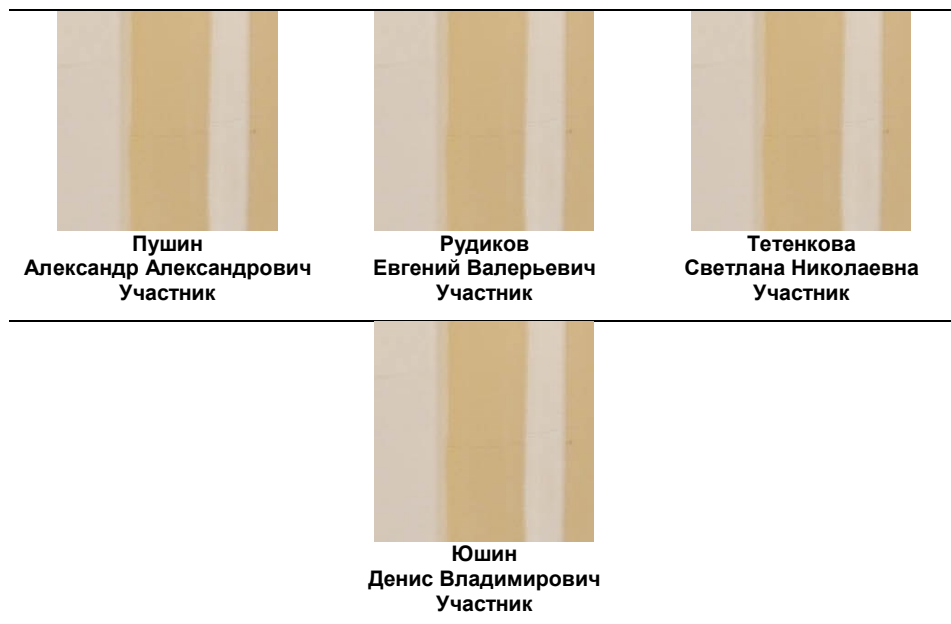 Пушин
Александр Александрович
Участник
Рудиков
Евгений Валерьевич
Участник
Тетенкова
Светлана Николаевна
Участник
Юшин
Денис Владимирович
Участник